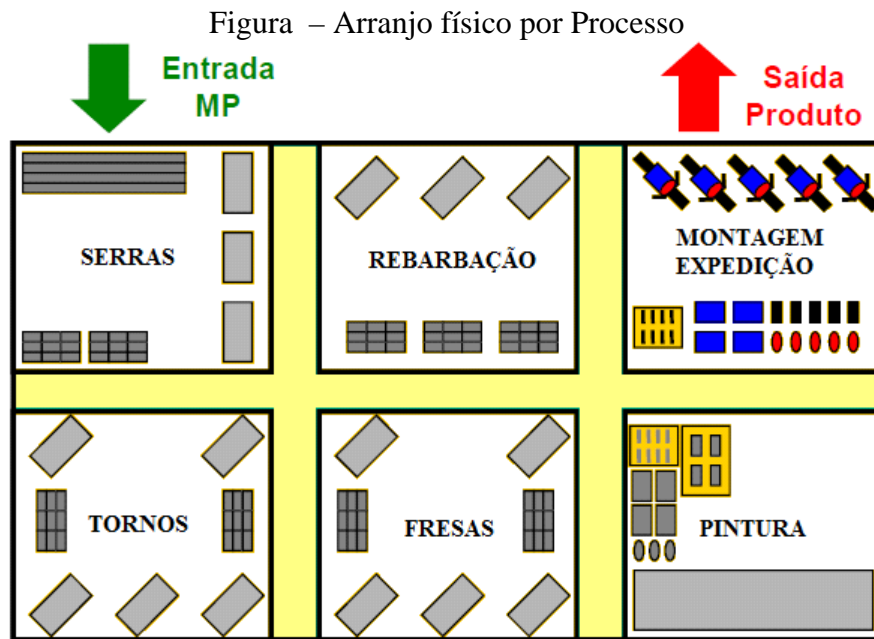 Figura – Arranjo físico por Processo
Entrada
MP
Saída
Produto
SERRAS
REBARBAÇÃO
MONTAGEM
EXPEDIÇÃO
TORNOS
FRESAS
PINTURA